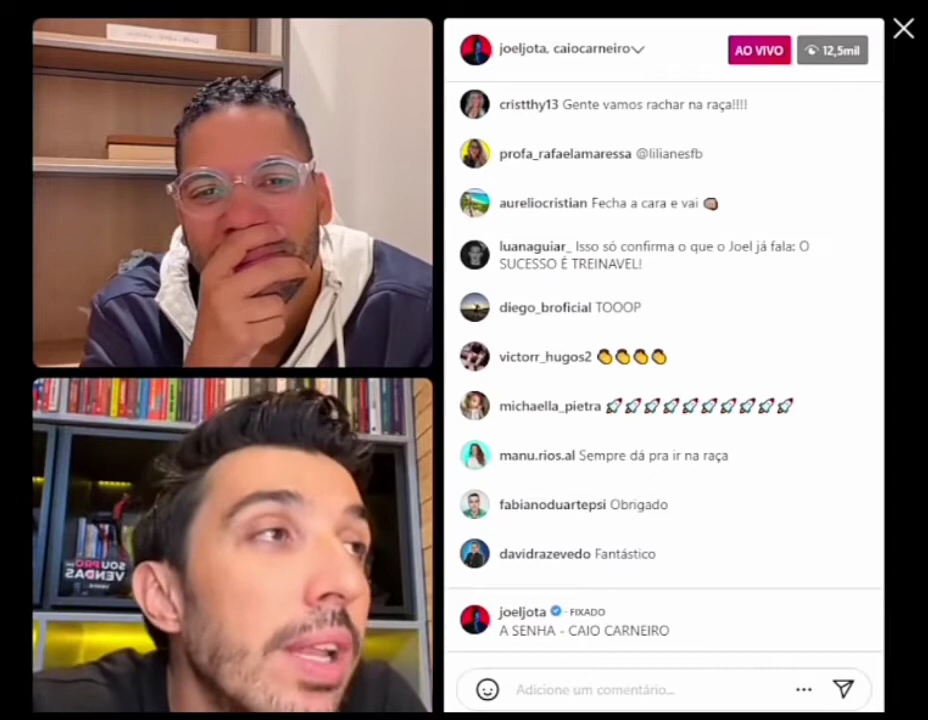 joeljota, caiocarneiro
AO VIVO
12,5mil
cristthy13 Gente vamos rachar na raça!!!!
profa_rafaelamaressa @lilianesfb
aureliocristian Fecha a cara e vai
luanaguiar_ Isso só confirma o que o Joel já fala: O
SUCESSO É TREINAVEL!
diego_broficial TOOOP
victorr_hugos2 👏👏👏👏
michaella_pietra 🚀🚀🚀🚀🚀🚀🚀🚀🚀🚀
manu.rios.al Sempre dá pra ir na raça
fabianoduartepsi Obrigado
davidrazevedo Fantástico
joeljota · FIXADO
A SENHA - CAIO CARNEIRO
Adicione um comentário...
SOU PRO
VENDAS